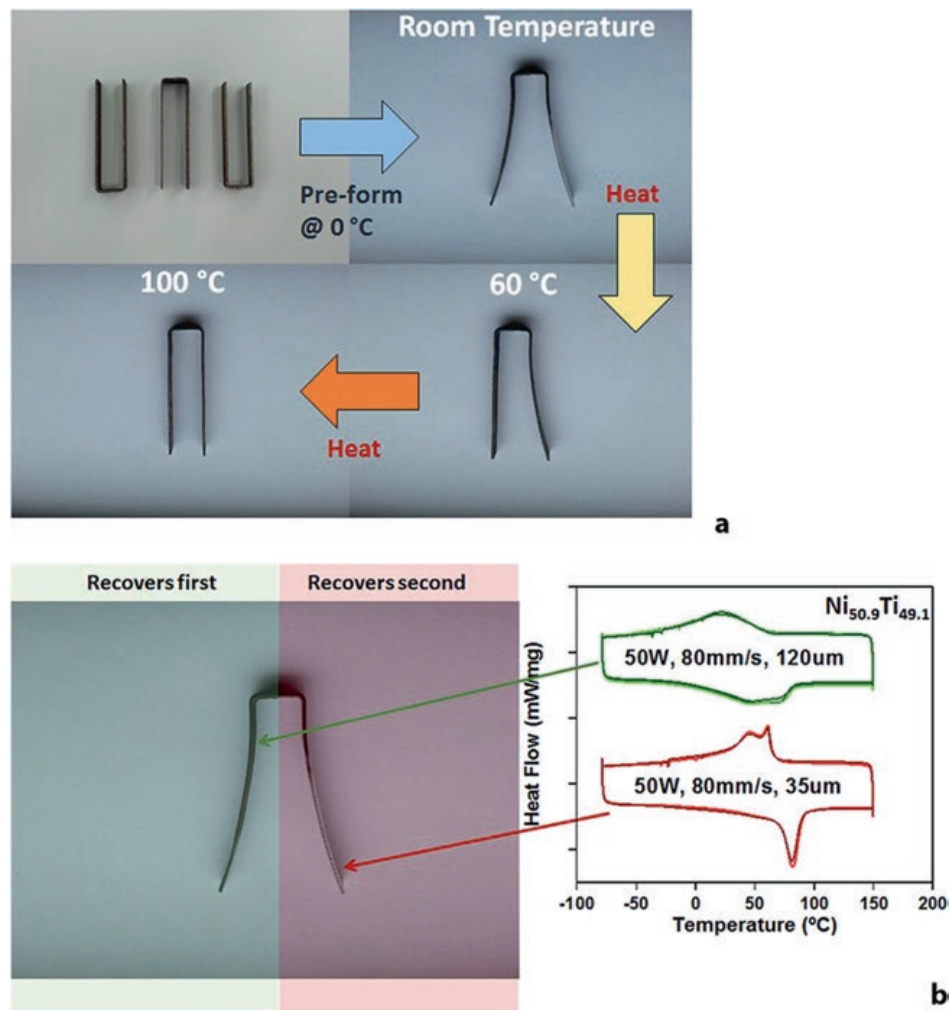 Room Temperature
Pre-form
@ 0 °C
Heat
100 °C
60 °C
Heat
a
Recovers first
Recovers second
Ni50.9Ti49.1
50W, 80mm/s, 120um
50W, 80mm/s, 35um
Heat Flow (mW/mg)
-100 -50 0 50 100 150 200
Temperature (ºC)
b